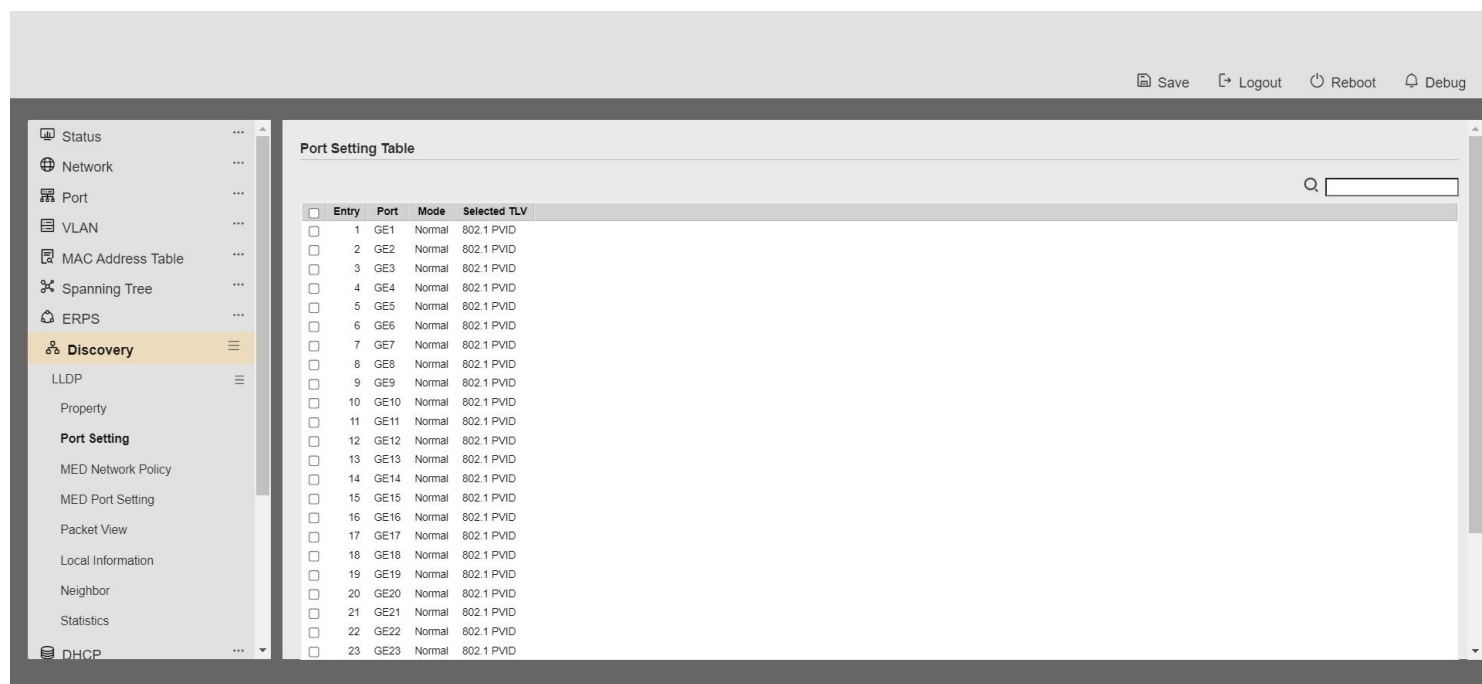 Save Logout Reboot Debug
Status
Network
Port
VLAN
MAC Address Table
Spanning Tree
ERPS
Discovery
LLDP
Property
Port Setting
MED Network Policy
MED Port Setting
Packet View
Local Information
Neighbor
Statistics
DHCP
Port Setting Table
Entry Port Mode Selected TLV
1 GE1 Normal 802.1 PVID
2 GE2 Normal 802.1 PVID
3 GE3 Normal 802.1 PVID
4 GE4 Normal 802.1 PVID
5 GE5 Normal 802.1 PVID
6 GE6 Normal 802.1 PVID
7 GE7 Normal 802.1 PVID
8 GE8 Normal 802.1 PVID
9 GE9 Normal 802.1 PVID
10 GE10 Normal 802.1 PVID
11 GE11 Normal 802.1 PVID
12 GE12 Normal 802.1 PVID
13 GE13 Normal 802.1 PVID
14 GE14 Normal 802.1 PVID
15 GE15 Normal 802.1 PVID
16 GE16 Normal 802.1 PVID
17 GE17 Normal 802.1 PVID
18 GE18 Normal 802.1 PVID
19 GE19 Normal 802.1 PVID
20 GE20 Normal 802.1 PVID
21 GE21 Normal 802.1 PVID
22 GE22 Normal 802.1 PVID
23 GE23 Normal 802.1 PVID